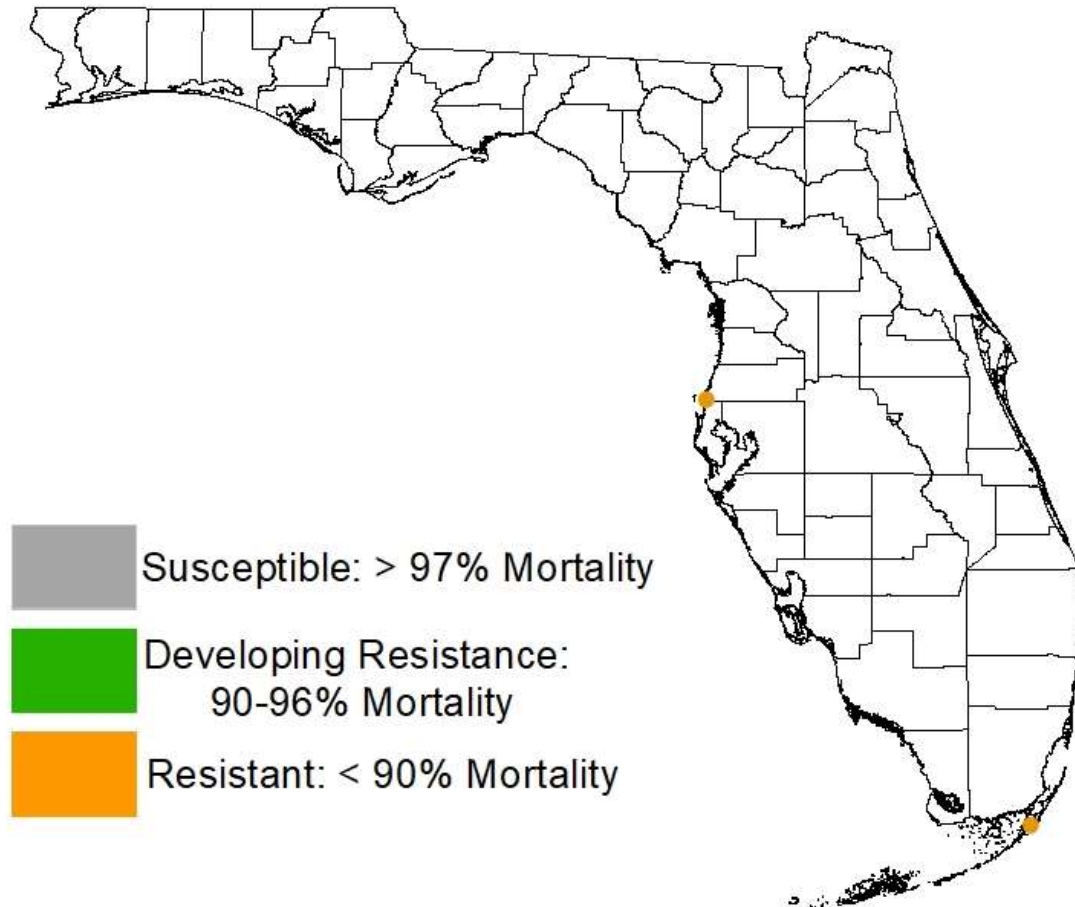 Susceptible: > 97% Mortality
Developing Resistance:
90-96% Mortality
Resistant: < 90% Mortality